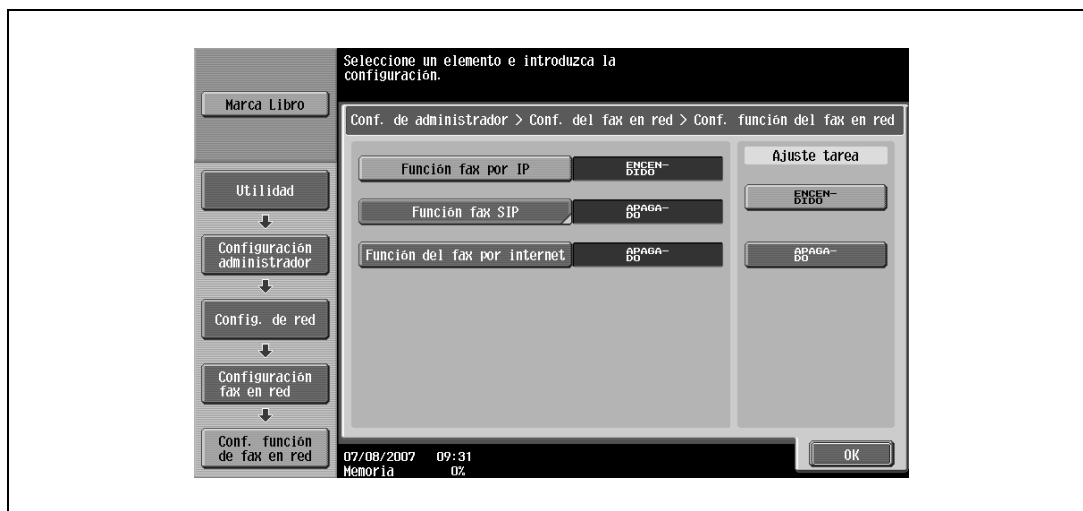 Seleccione un elemento e introduzca la
configuración.
Marca Libro
Conf. de administrador > Conf. del fax en red > Conf. función del fax en red
Utilidad
Configuración
administrador
Config. de red
Configuración
fax en red
Conf. función
de fax en red
Función fax por IP
ENCEN-
DIDO
Función fax SIP
APAGA-
DO
Función del fax por internet
APAGA-
DO
Ajuste tarea
ENCEN-
DIDO
APAGA-
DO
07/08/2007 09:31
Memoria 0%
OK